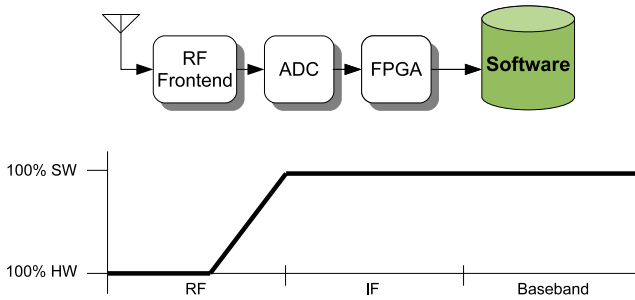 RF
Frontend
ADC
FPGA
Software
100% SW
100% HW
RF
IF
Baseband